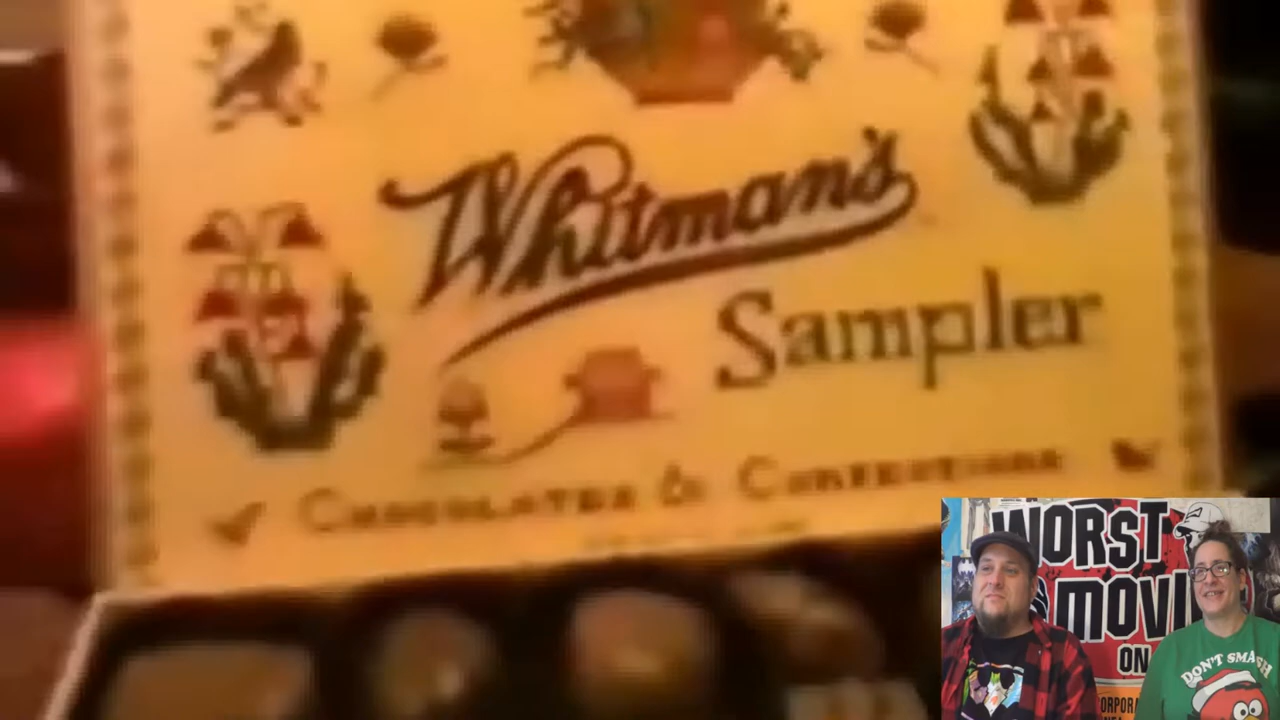 Whitman's
Sampler
CHOCOLATES & CONFECTIONS
WORST
MOVI
ON
DON'T SMASH